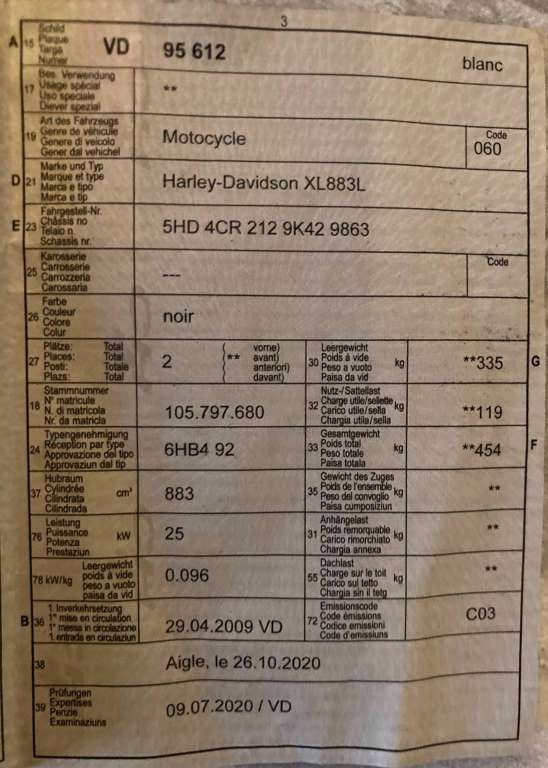 3
A 15 Schild
Plaque
Targa
Numer
VD 95 612 blanc
17 Bes. Verwendung
Usage spécial
Uso speciale
Diever spezial
**
19 Art des Fahrzeugs
Genre de véhicule
Genere di veicolo
Gener dal vehichel
Motocycle
Code
060
D 21 Marke und Typ
Marque et type
Marca e tipo
Marca e tip
Harley-Davidson XL883L
E 23 Fahrgestell-Nr.
Châssis no
Telaio n.
Schassis nr.
5HD 4CR 212 9K42 9863
25 Karosserie
Carrosserie
Carrozzeria
Carossaria
---
Code
26 Farbe
Couleur
Colore
Colur
noir
27 Plätze: Total
Places: Total
Posti: Totale
Plazs: Total
2
** vorne)
avant)
anteriori)
davant)
30 Leergewicht
Poids à vide
Peso a vuoto
Paisa da vid
kg
**335 G
18 Stammnummer
N° matricule
N. di matricola
Nr. da matricla
105.797.680
32 Nutz-/Sattellast
Charge utile/sellette
Carico utile/sella
Chargia utila/sella
kg
**119
24 Typengenehmigung
Réception par type
Approvazione del tipo
Approvaziun dal tip
6HB4 92
33 Gesamtgewicht
Poids total
Peso totale
Paisa totala
kg
**454 F
37 Hubraum
Cylindrée
Cilindrata
Cilindrada
cm³
883
35 Gewicht des Zuges
Poids de l'ensemble
Peso del convoglio
Paisa cumposiziun
kg
**
76 Leistung
Puissance
Potenza
Prestaziun
kW
25
31 Anhängelast
Poids remorquable
Carico rimorchiato
Chargia annexa
kg
**
78 kW/kg Leergewicht
poids à vide
peso a vuoto
paisa da vid
0.096
55 Dachlast
Charge sur le toit
Carico sul tetto
Chargia sin il tetg
kg
**
B 36 1. Inverkehrsetzung
1re mise en circulation
1a messa in circolazione
1. entrada en circulaziun
29.04.2009 VD
72 Emissionscode
Code émissions
Codice emissioni
Code d'emissiuns
C03
38 Aigle, le 26.10.2020
39 Prüfungen
Expertises
Perizie
Examinaziuns
09.07.2020 / VD